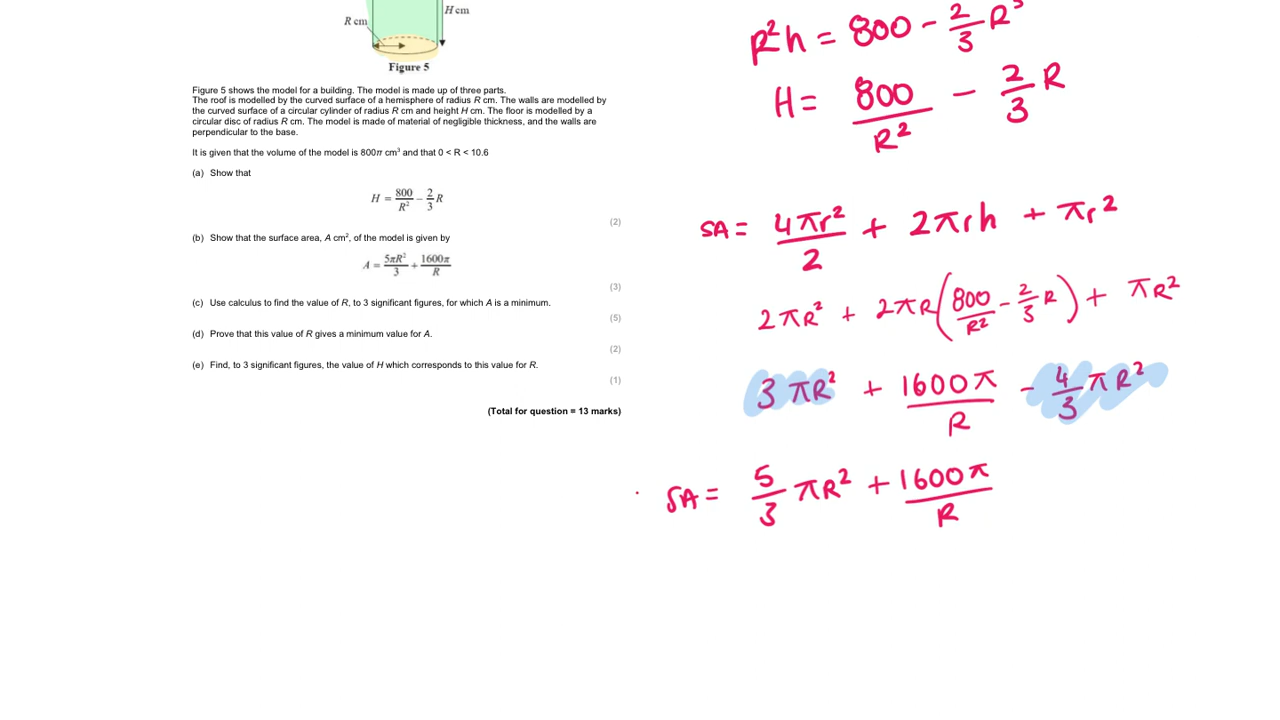 R cm
H cm
Figure 5
Figure 5 shows the model for a building. The model is made up of three parts.
The roof is modelled by the curved surface of a hemisphere of radius R cm. The walls are modelled by
the curved surface of a circular cylinder of radius R cm and height H cm. The floor is modelled by a
circular disc of radius R cm. The model is made of material of negligible thickness, and the walls are
perpendicular to the base.
It is given that the volume of the model is 800π cm³ and that 0 < R < 10.6
(a) Show that
H = 800/R² − 2/3 R
(2)
(b) Show that the surface area, A cm², of the model is given by
A = 5πR²/3 + 1600π/R
(3)
(c) Use calculus to find the value of R, to 3 significant figures, for which A is a minimum.
(5)
(d) Prove that this value of R gives a minimum value for A.
(2)
(e) Find, to 3 significant figures, the value of H which corresponds to this value for R.
(1)
(Total for question = 13 marks)
R²h = 800 − 2/3 R³
H = 800/R² − 2/3 R
SA = 4πr²/2 + 2πrh + πr²
2πR² + 2πR(800/R² − 2/3 R) + πR²
3πR² + 1600π/R − 4/3 πR²
SA = 5/3 πR² + 1600π/R